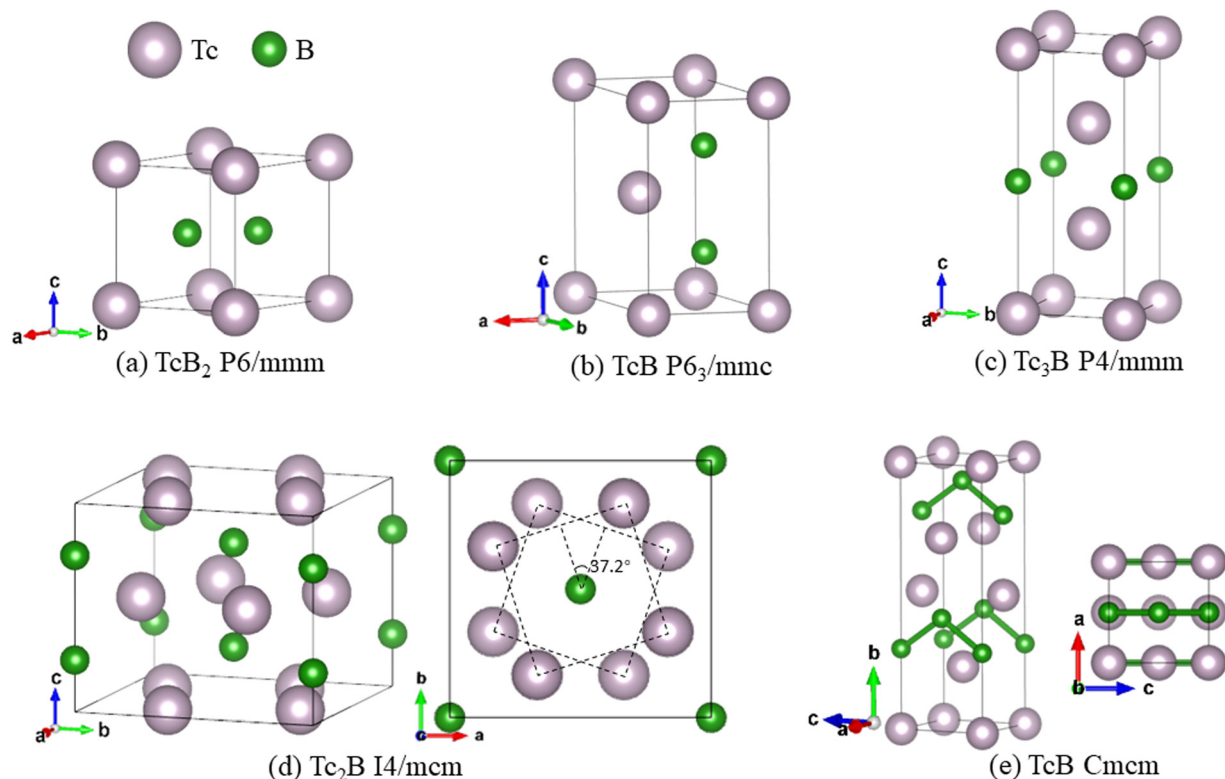 Tc B
c
a b
(a) TcB₂ P6/mmm
c
a b
(b) TcB P6₃/mmc
c
a b
(c) Tc₃B P4/mmm
c
a b
37.2°
b
c a
(d) Tc₂B I4/mcm
b
c a
a
b c
(e) TcB Cmcm